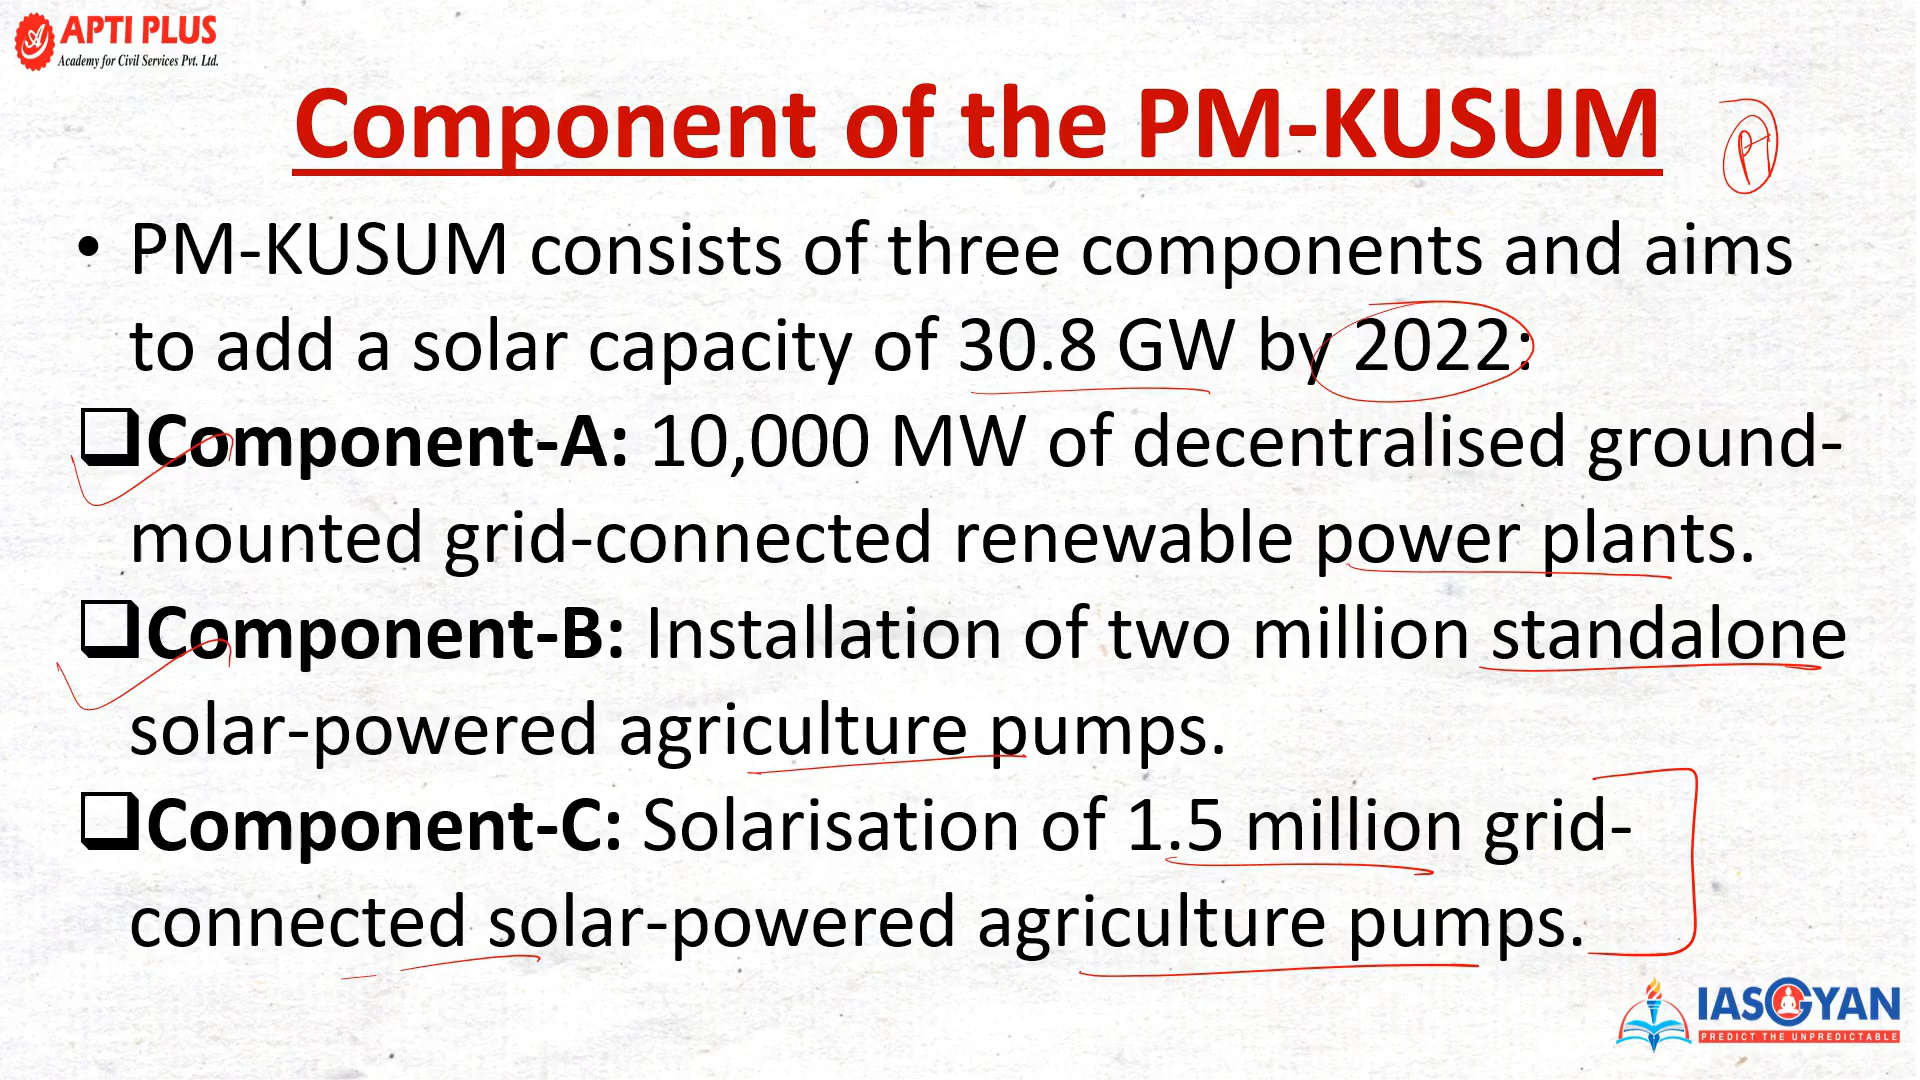 APTI PLUS
Academy for Civil Services Pvt. Ltd.
Component of the PM-KUSUM
• PM-KUSUM consists of three components and aims
to add a solar capacity of 30.8 GW by 2022:
❑Component-A: 10,000 MW of decentralised ground-
mounted grid-connected renewable power plants.
❑Component-B: Installation of two million standalone
solar-powered agriculture pumps.
❑Component-C: Solarisation of 1.5 million grid-
connected solar-powered agriculture pumps.
IASGYAN
PREDICT THE UNPREDICTABLE